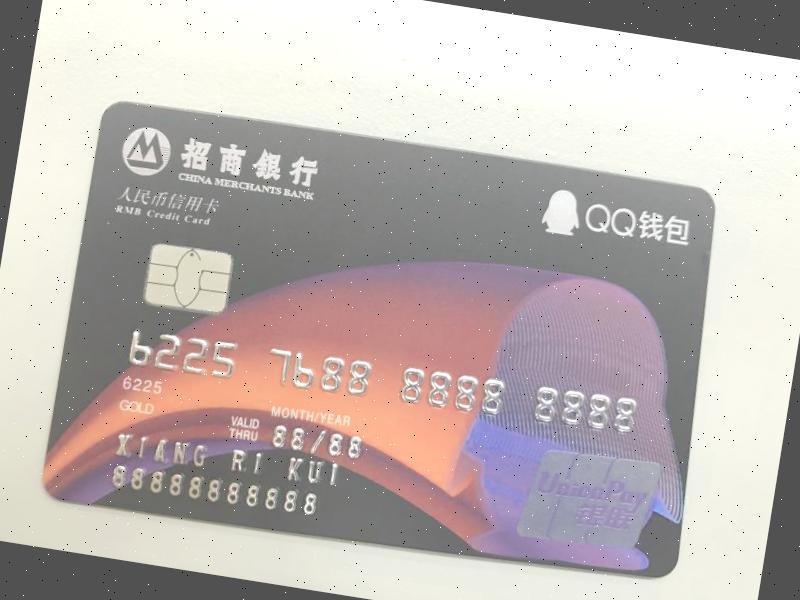 招商银行
CHINA MERCHANTS BANK
人民币信用卡
RMB Credit Card
QQ钱包
6225 7688 8888 8888
6225
GOLD
MONTH/YEAR
VALID THRU 88/88
XIANG RI KUI
88888888888
UnionPay
银联